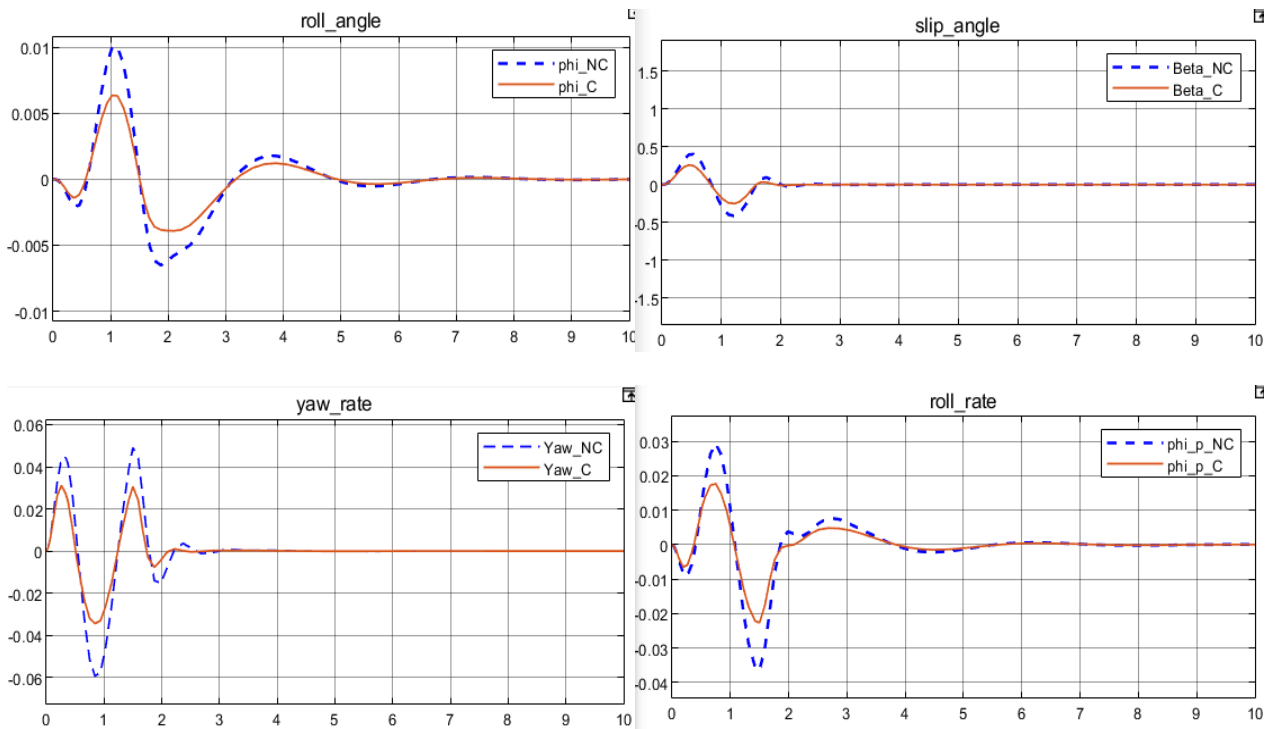 roll_angle
0.01
0.005
0
-0.005
-0.01
phi_NC
phi_C
0 1 2 3 4 5 6 7 8 9 10
slip_angle
1.5
1
0.5
0
-0.5
-1
-1.5
Beta_NC
Beta_C
0 1 2 3 4 5 6 7 8 9 10
yaw_rate
0.06
0.04
0.02
0
-0.02
-0.04
-0.06
Yaw_NC
Yaw_C
0 1 2 3 4 5 6 7 8 9 10
roll_rate
0.03
0.02
0.01
0
-0.01
-0.02
-0.03
-0.04
phi_p_NC
phi_p_C
0 1 2 3 4 5 6 7 8 9 10